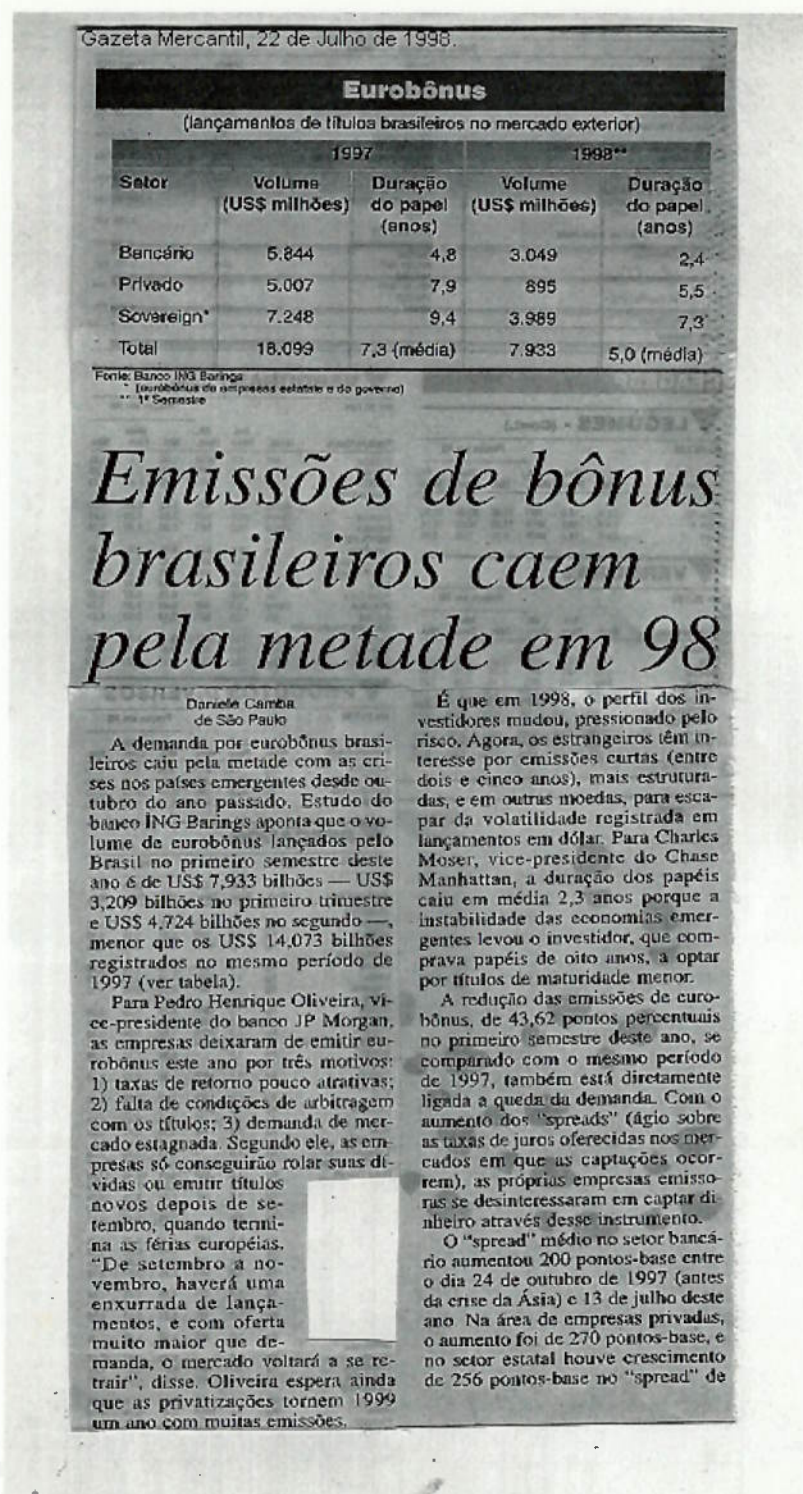 Gazeta Mercantil, 22 de Julho de 1998.
Eurobônus
(lançamentos de títulos brasileiros no mercado exterior)
1997 1998**
Setor Volume (US$ milhões) Duração do papel (anos) Volume (US$ milhões) Duração do papel (anos)
Bancário 5.844 4,8 3.049 2,4
Privado 5.007 7,9 895 5,5
Sovereign* 7.248 9,4 3.989 7,3
Total 18.099 7,3 (média) 7.933 5,0 (média)
Fonte: Banco ING Barings
* (eurobônus de empresas estatais e do governo)
** 1º Semestre
Emissões de bônus
brasileiros caem
pela metade em 98
Danielle Camba
de São Paulo
A demanda por eurobônus brasi-
leiros caiu pela metade com as cri-
ses nos países emergentes desde ou-
tubro do ano passado. Estudo do
banco ING Barings aponta que o vo-
lume de eurobônus lançados pelo
Brasil no primeiro semestre deste
ano é de US$ 7,933 bilhões — US$
3,209 bilhões no primeiro trimestre
e US$ 4,724 bilhões no segundo —,
menor que os US$ 14,073 bilhões
registrados no mesmo período de
1997 (ver tabela).
Para Pedro Henrique Oliveira, vi-
ce-presidente do banco JP Morgan,
as empresas deixaram de emitir eu-
robônus este ano por três motivos:
1) taxas de retorno pouco atrativas;
2) falta de condições de arbitragem
com os títulos; 3) demanda de mer-
cado estagnada. Segundo ele, as em-
presas só conseguirão rolar suas dí-
vidas ou emitir títulos
novos depois de se-
tembro, quando termi-
na as férias européias.
"De setembro a no-
vembro, haverá uma
enxurrada de lança-
mentos, e com oferta
muito maior que de-
manda, o mercado voltará a se re-
trair", disse. Oliveira espera ainda
que as privatizações tornem 1999
um ano com muitas emissões.
É que em 1998, o perfil dos in-
vestidores mudou, pressionado pelo
risco. Agora, os estrangeiros têm in-
teresse por emissões curtas (entre
dois e cinco anos), mais estrutura-
das, e em outras moedas, para esca-
par da volatilidade registrada em
lançamentos em dólar. Para Charles
Moser, vice-presidente do Chase
Manhattan, a duração dos papéis
caiu em média 2,3 anos porque a
instabilidade das economias emer-
gentes levou o investidor, que com-
prava papéis de oito anos, a optar
por títulos de maturidade menor.
A redução das emissões de euro-
bônus, de 43,62 pontos percentuais
no primeiro semestre deste ano, se
comparado com o mesmo período
de 1997, também está diretamente
ligada a queda da demanda. Com o
aumento dos "spreads" (ágio sobre
as taxas de juros oferecidas nos mer-
cados em que as captações ocor-
rem), as próprias empresas emisso-
ras se desinteressaram em captar di-
nheiro através desse instrumento.
O "spread" médio no setor bancá-
rio aumentou 200 pontos-base entre
o dia 24 de outubro de 1997 (antes
da crise da Ásia) e 13 de julho deste
ano. Na área de empresas privadas,
o aumento foi de 270 pontos-base, e
no setor estatal houve crescimento
de 256 pontos-base no "spread" de